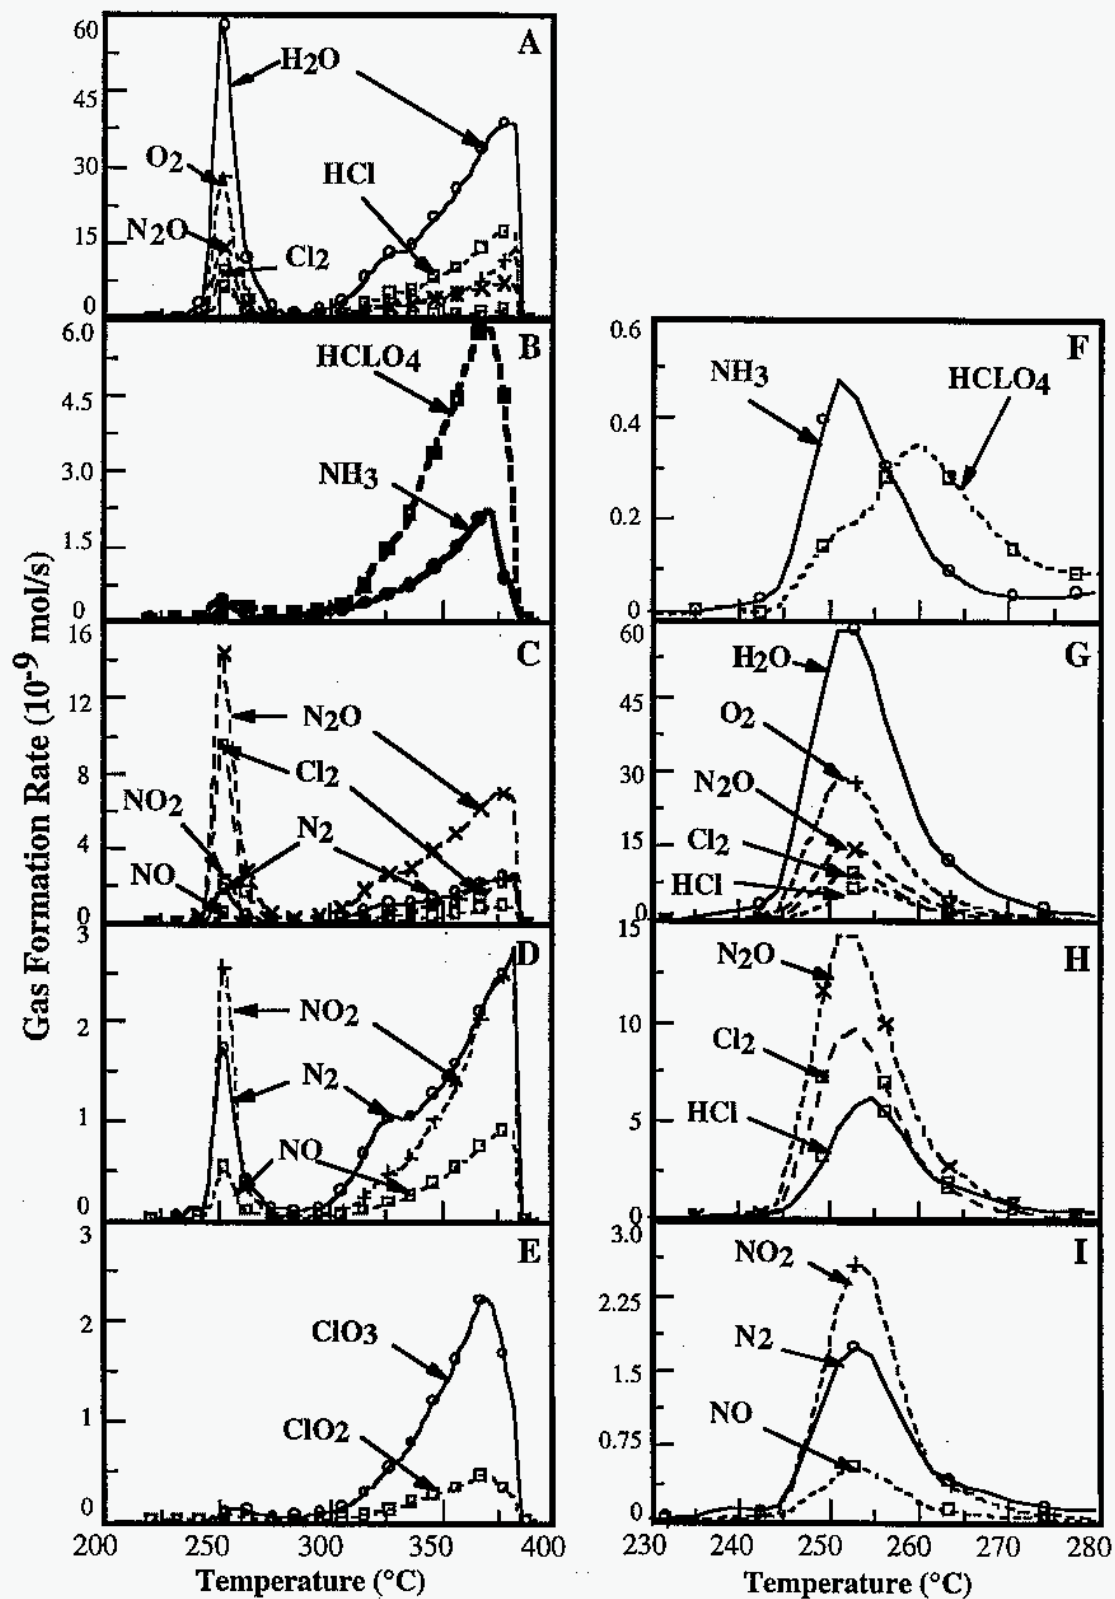 Gas Formation Rate (10⁻⁹ mol/s)
A
60
45
30
15
0
H2O
O2
N2O
Cl2
HCl
B
6.0
4.5
3.0
1.5
0
HCLO4
NH3
C
16
12
8
4
0
N2O
Cl2
NO2
N2
NO
D
3
2
1
0
NO2
N2
NO
E
3
2
1
0
ClO3
ClO2
200 250 300 350 400
Temperature (°C)
F
0.6
0.4
0.2
0
NH3
HCLO4
G
60
45
30
15
0
H2O
O2
N2O
Cl2
HCl
H
15
10
5
0
N2O
Cl2
HCl
I
3.0
2.25
1.5
0.75
0
NO2
N2
NO
230 240 250 260 270 280
Temperature (°C)